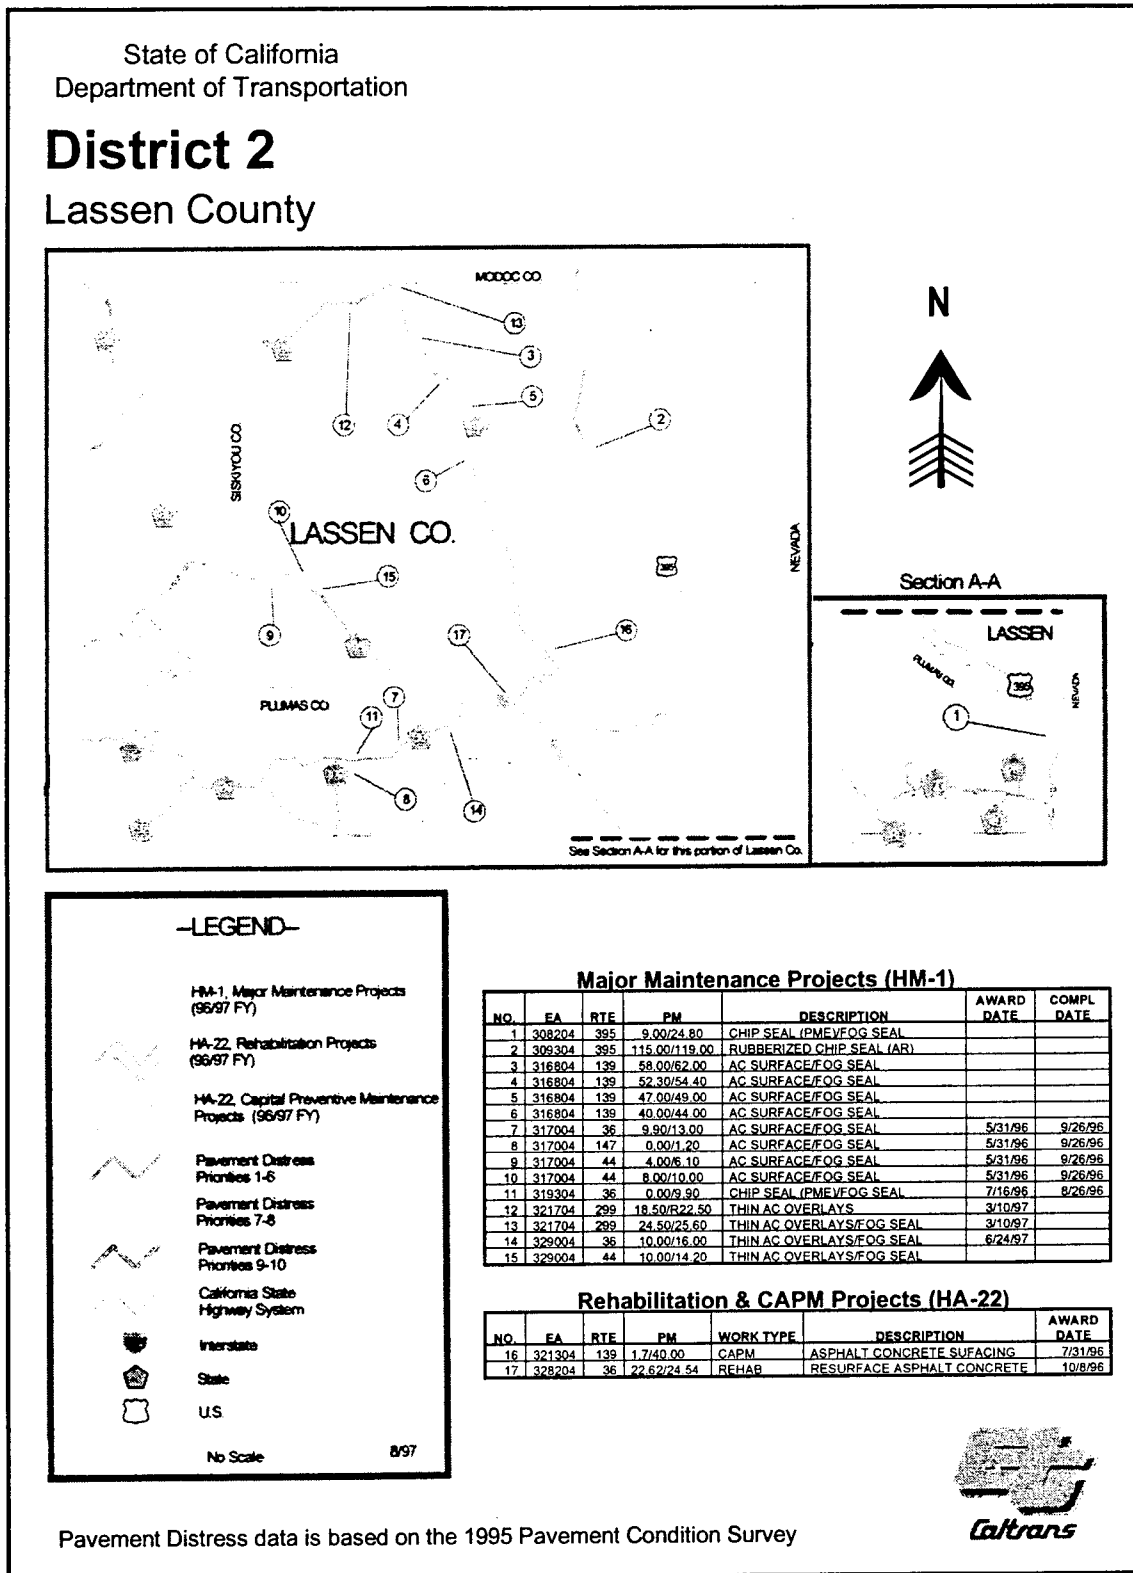 State of California
Department of Transportation
District 2
Lassen County
MODOC CO.
13
3
5
12
4
2
SISKIYOU CO.
6
10
LASSEN CO.
NEVADA
395
15
9
17
16
PLUMAS CO.
7
11
8
14
See Section A-A for this portion of Lassen Co.
N
Section A-A
LASSEN
PLUMAS CO.
395
NEVADA
1
-LEGEND-
HM-1, Major Maintenance Projects
(96/97 FY)
HA-22, Rehabilitation Projects
(96/97 FY)
HA-22, Capital Preventive Maintenance
Projects (96/97 FY)
Pavement Distress
Priorities 1-6
Pavement Distress
Priorities 7-8
Pavement Distress
Priorities 9-10
California State
Highway System
Interstate
State
U.S.
No Scale 8/97
Major Maintenance Projects (HM-1)
NO. EA RTE PM DESCRIPTION AWARD DATE COMPL DATE
1 308204 395 9.00/24.80 CHIP SEAL (PME)/FOG SEAL
2 309304 395 115.00/119.00 RUBBERIZED CHIP SEAL (AR)
3 316804 139 58.00/62.00 AC SURFACE/FOG SEAL
4 316804 139 52.30/54.40 AC SURFACE/FOG SEAL
5 316804 139 47.00/49.00 AC SURFACE/FOG SEAL
6 316804 139 40.00/44.00 AC SURFACE/FOG SEAL
7 317004 36 9.90/13.00 AC SURFACE/FOG SEAL 5/31/96 9/26/96
8 317004 147 0.00/1.20 AC SURFACE/FOG SEAL 5/31/96 9/26/96
9 317004 44 4.00/6.10 AC SURFACE/FOG SEAL 5/31/96 9/26/96
10 317004 44 8.00/10.00 AC SURFACE/FOG SEAL 5/31/96 9/26/96
11 319304 36 0.00/9.90 CHIP SEAL (PME)/FOG SEAL 7/16/96 8/26/96
12 321704 299 18.50/R22.50 THIN AC OVERLAYS 3/10/97
13 321704 299 24.50/25.60 THIN AC OVERLAYS/FOG SEAL 3/10/97
14 329004 36 10.00/16.00 THIN AC OVERLAYS/FOG SEAL 6/24/97
15 329004 44 10.00/14.20 THIN AC OVERLAYS/FOG SEAL
Rehabilitation & CAPM Projects (HA-22)
NO. EA RTE PM WORK TYPE DESCRIPTION AWARD DATE
16 321304 139 1.7/40.00 CAPM ASPHALT CONCRETE SUFACING 7/31/96
17 328204 36 22.62/24.54 REHAB RESURFACE ASPHALT CONCRETE 10/8/96
Caltrans
Pavement Distress data is based on the 1995 Pavement Condition Survey